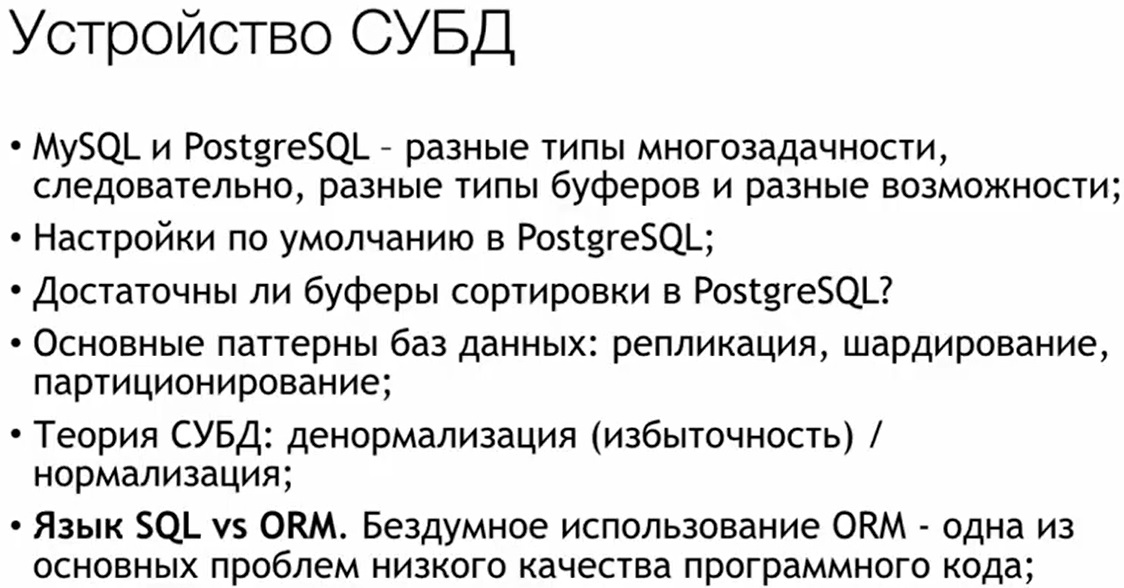 Устройство СУБД
• MySQL и PostgreSQL – разные типы многозадачности,
следовательно, разные типы буферов и разные возможности;
• Настройки по умолчанию в PostgreSQL;
• Достаточны ли буферы сортировки в PostgreSQL?
• Основные паттерны баз данных: репликация, шардирование,
партиционирование;
• Теория СУБД: денормализация (избыточность) /
нормализация;
• Язык SQL vs ORM. Бездумное использование ORM - одна из
основных проблем низкого качества программного кода;